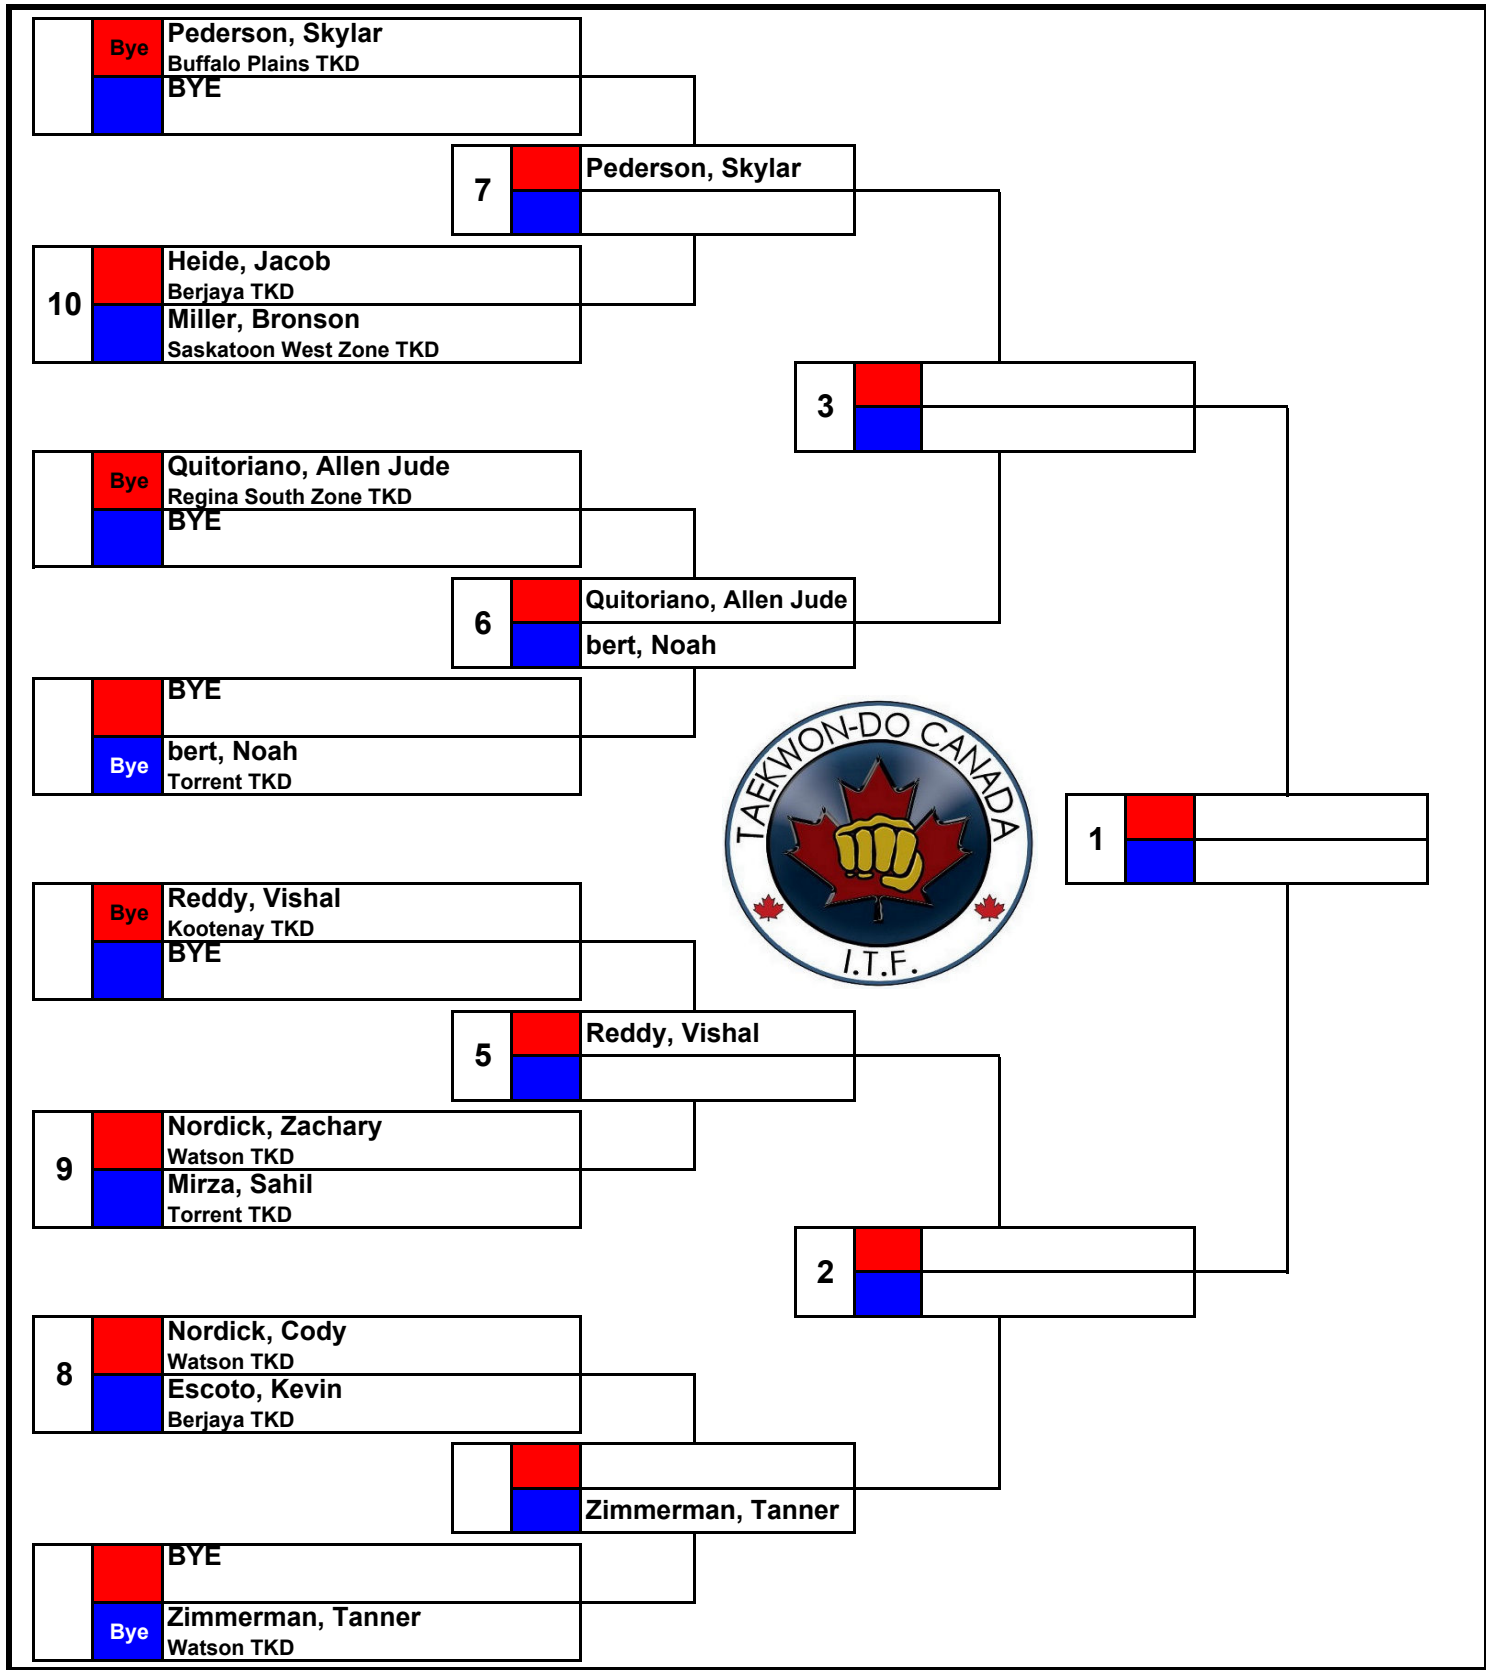 Bye
Pederson, Skylar
Buffalo Plains TKD
BYE
7
Pederson, Skylar
10
Heide, Jacob
Berjaya TKD
Miller, Bronson
Saskatoon West Zone TKD
3
Bye
Quitoriano, Allen Jude
Regina South Zone TKD
BYE
6
Quitoriano, Allen Jude
bert, Noah
BYE
Bye
bert, Noah
Torrent TKD
TAEKWON-DO CANADA
I.T.F.
1
Bye
Reddy, Vishal
Kootenay TKD
BYE
5
Reddy, Vishal
9
Nordick, Zachary
Watson TKD
Mirza, Sahil
Torrent TKD
2
8
Nordick, Cody
Watson TKD
Escoto, Kevin
Berjaya TKD
Zimmerman, Tanner
BYE
Bye
Zimmerman, Tanner
Watson TKD